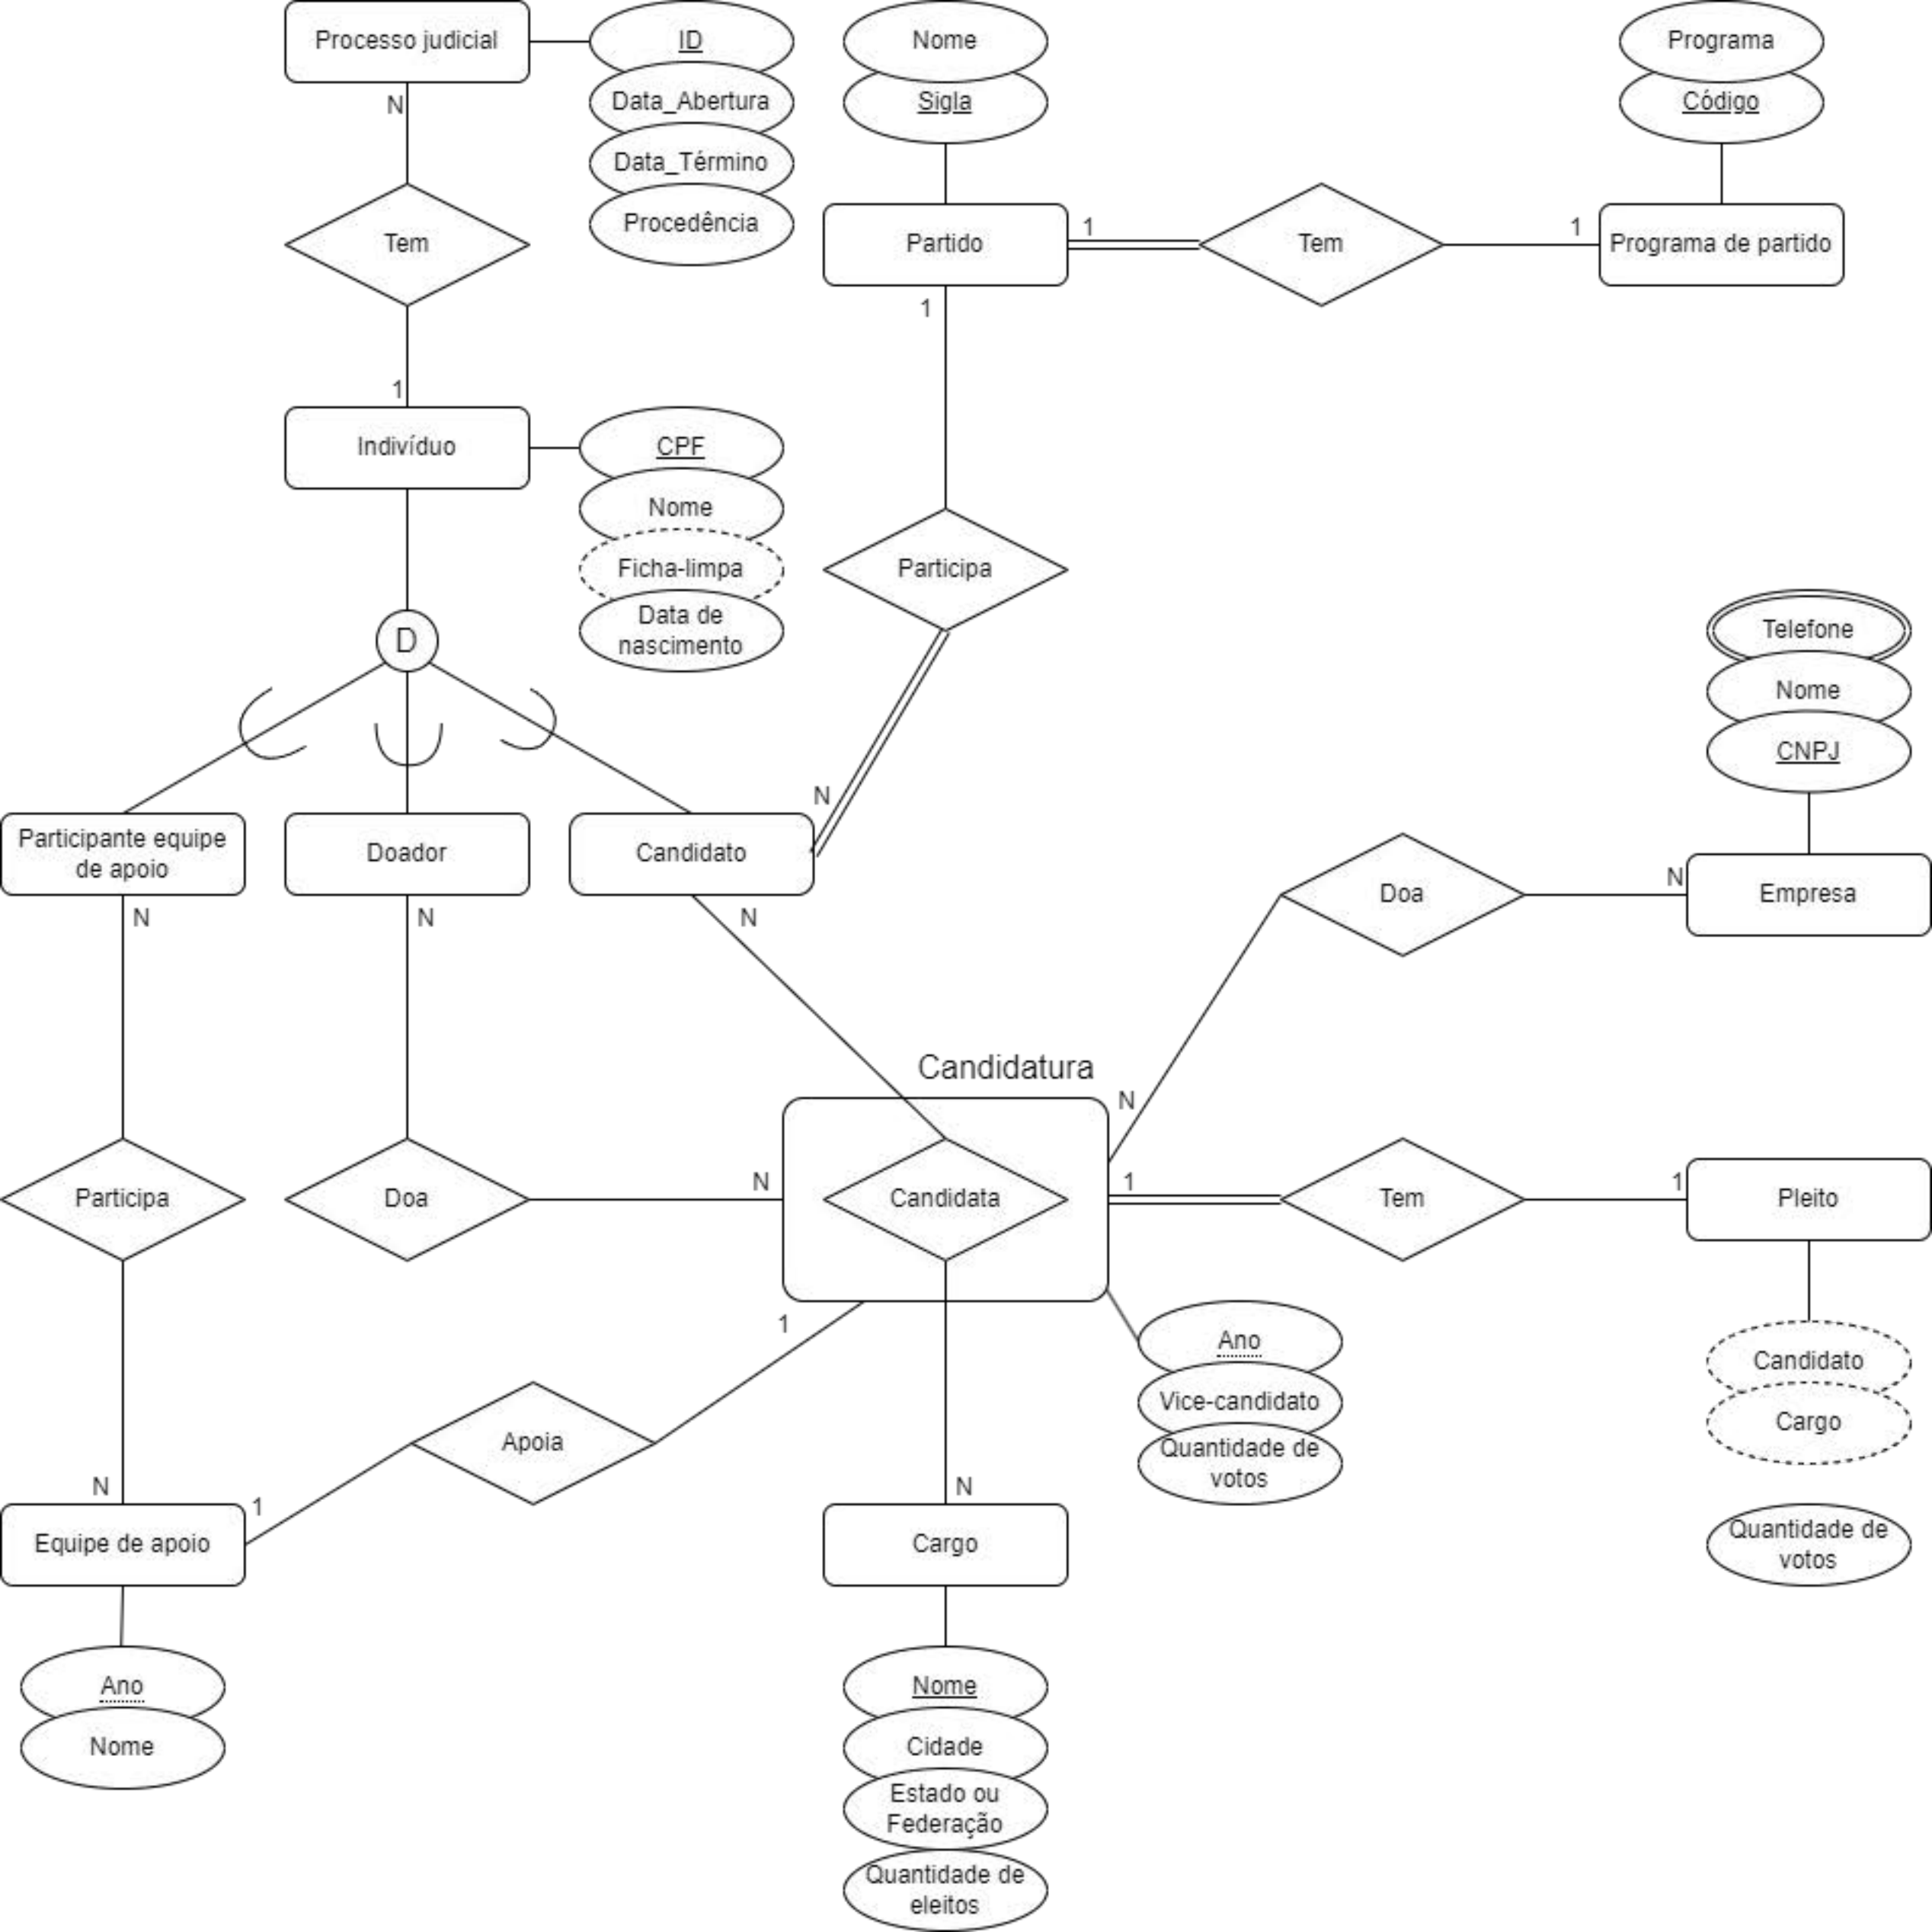 Processo judicial
ID
Nome
Programa
Data_Abertura
Sigla
Código
N
Data_Término
Procedência
Tem
Partido
1
Tem
1
Programa de partido
1
1
Indivíduo
CPF
Nome
Ficha-limpa
Participa
Data de
nascimento
D
Telefone
Nome
CNPJ
N
Participante equipe
de apoio
Doador
Candidato
N
Doa
Empresa
N
N
N
Candidatura
N
Participa
Doa
N
Candidata
1
Tem
1
Pleito
1
Ano
Candidato
Vice-candidato
Cargo
Apoia
Quantidade de
votos
N
1
N
Equipe de apoio
Cargo
Quantidade de
votos
Ano
Nome
Nome
Cidade
Estado ou
Federação
Quantidade de
eleitos